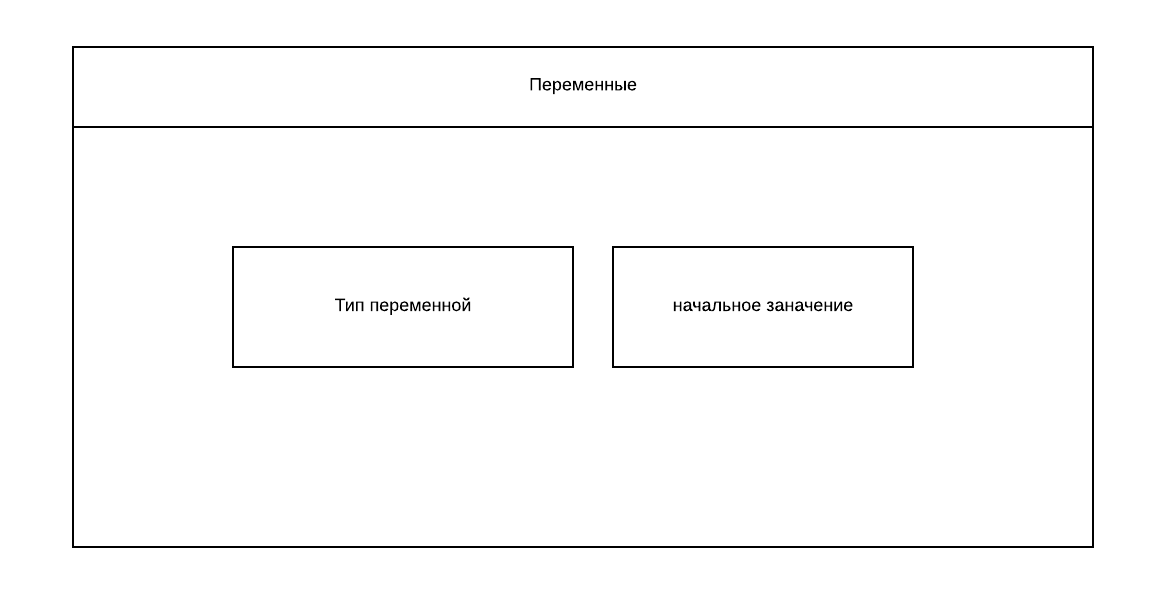 Переменные
Тип переменной
начальное заначение